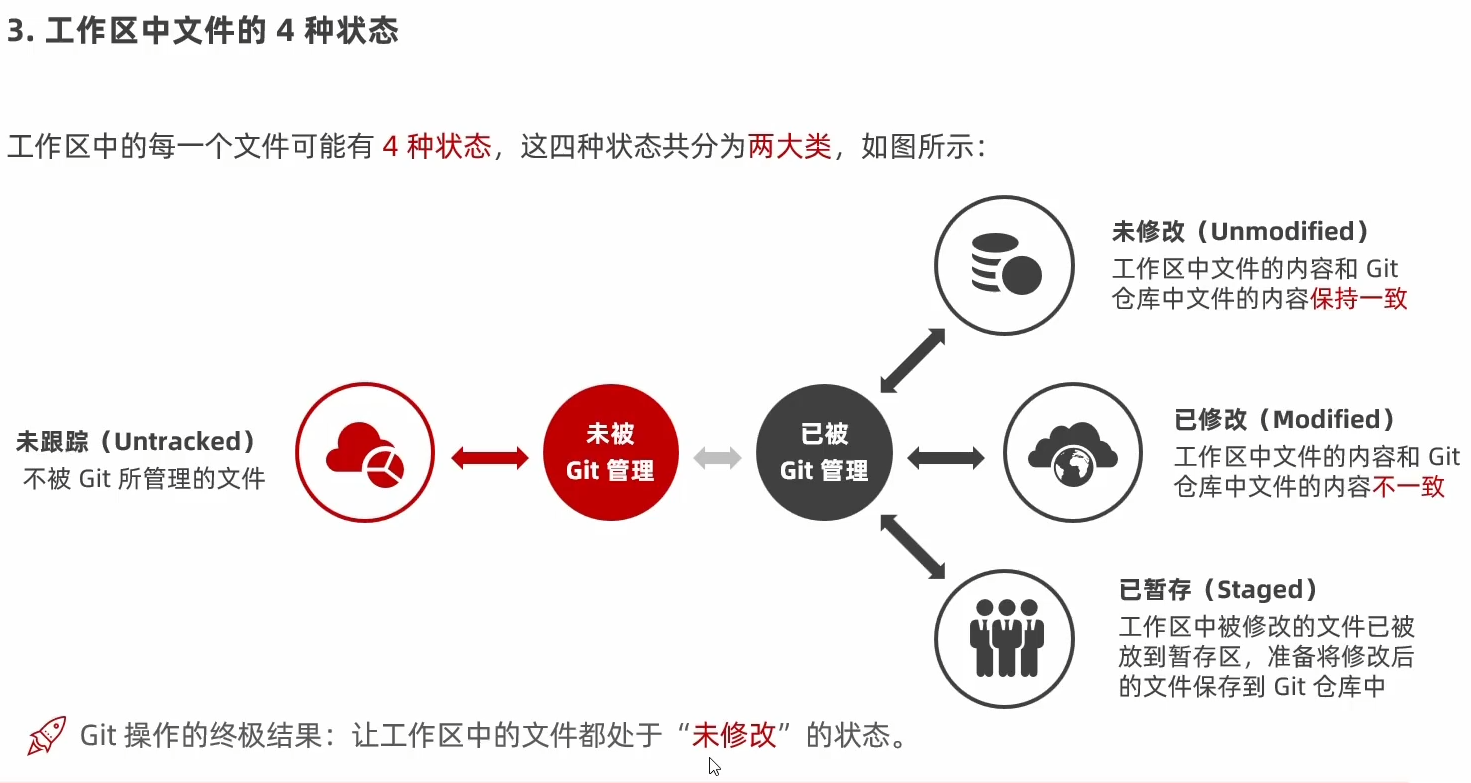 3. 工作区中文件的 4 种状态
工作区中的每一个文件可能有 4 种状态，这四种状态共分为两大类，如图所示：
未修改（Unmodified）
工作区中文件的内容和 Git
仓库中文件的内容保持一致
未跟踪（Untracked）
不被 Git 所管理的文件
未被
Git 管理
已被
Git 管理
已修改（Modified）
工作区中文件的内容和 Git
仓库中文件的内容不一致
已暂存（Staged）
工作区中被修改的文件已被
放到暂存区，准备将修改后
的文件保存到 Git 仓库中
Git 操作的终极结果：让工作区中的文件都处于“未修改”的状态。